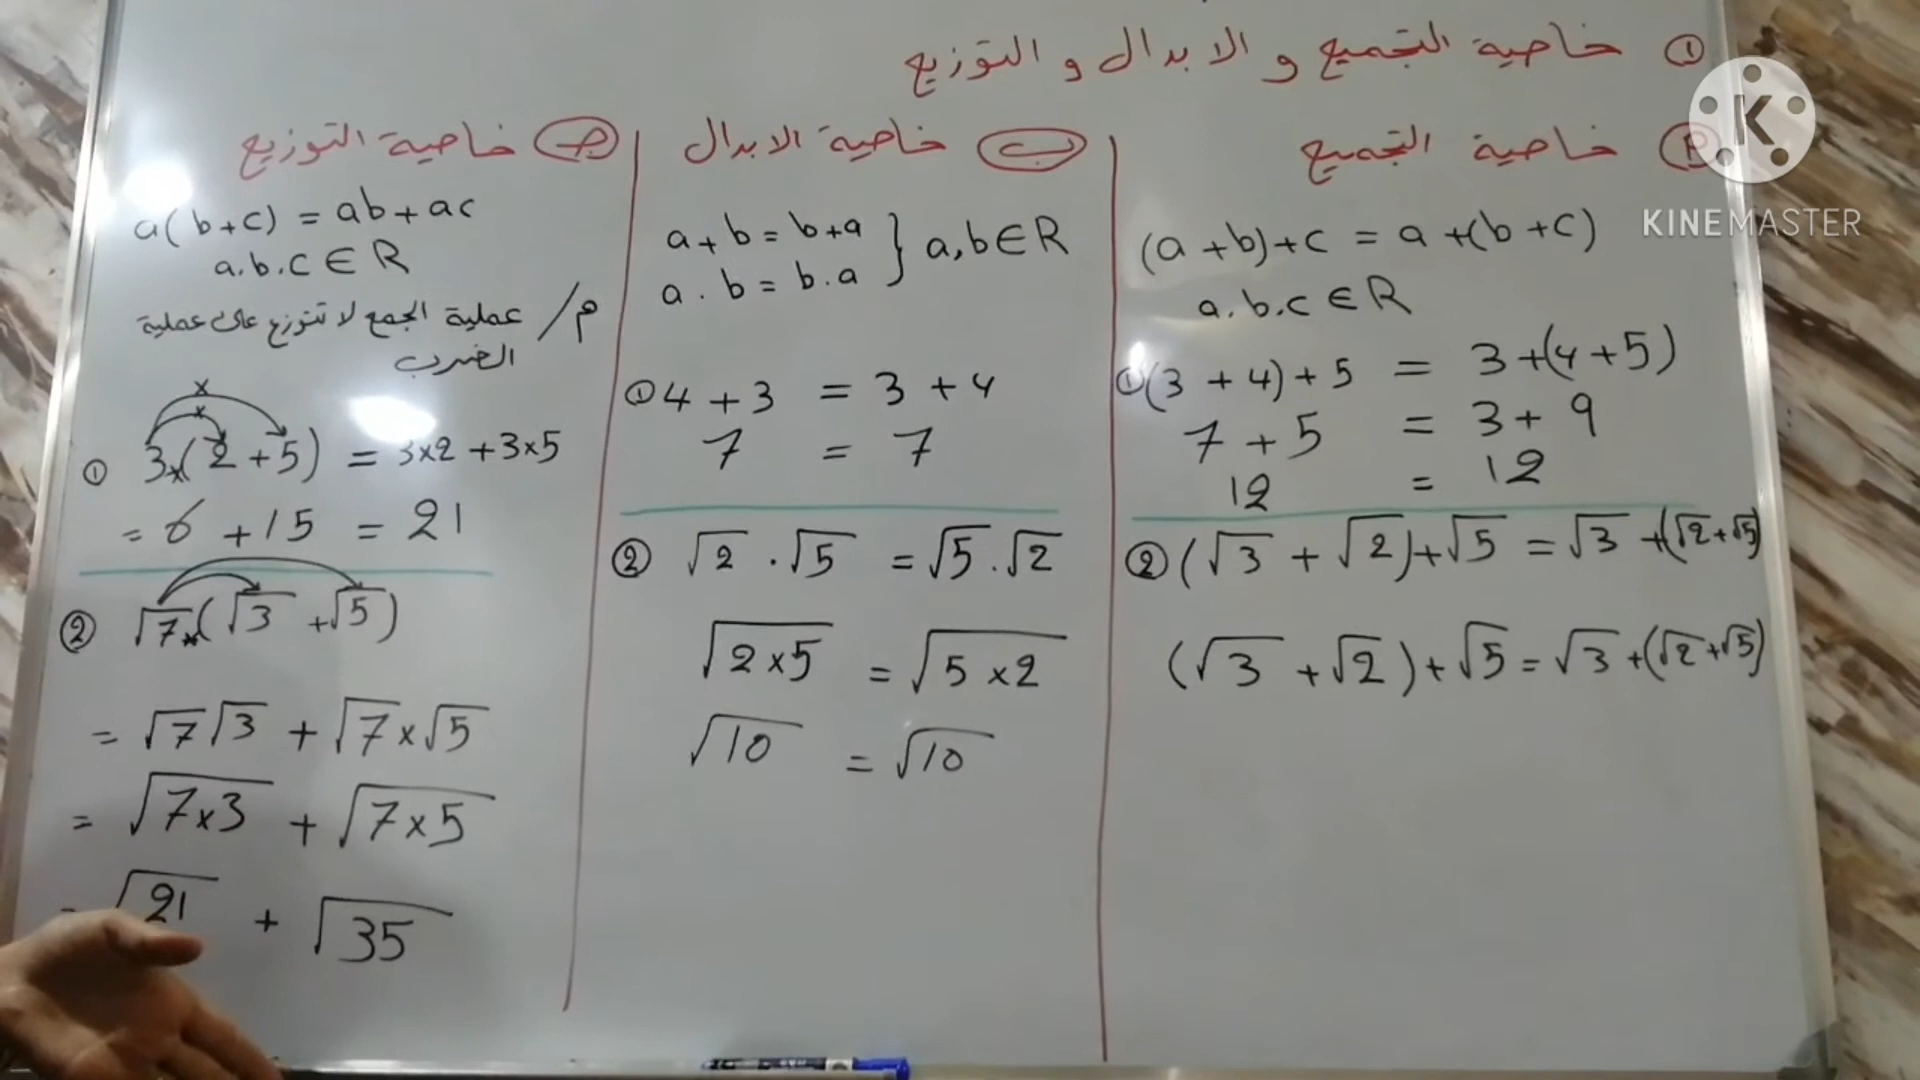 ① خاصية التجميع و الابدال و التوزيع
خاصية التجميع
(a + b) + c = a + (b + c)
a.b.c ∈ R
① (3 + 4) + 5 = 3 + (4 + 5)
7 + 5 = 3 + 9
12 = 12
② (√3 + √2) + √5 = √3 + (√2 + √5)
(√3 + √2) + √5 = √3 + (√2 + √5)
ب خاصية الابدال
a + b = b + a
a . b = b . a } a, b ∈ R
① 4 + 3 = 3 + 4
7 = 7
② √2 . √5 = √5 . √2
√2×5 = √5×2
√10 = √10
جـ خاصية التوزيع
a(b+c) = ab + ac
a.b.c ∈ R
م/ عملية الجمع لا تتوزع على عملية
الضرب
× ×
① 3×(2+5) = 3×2 + 3×5
= 6 + 15 = 21
② √7×(√3 + √5)
= √7√3 + √7×√5
= √7×3 + √7×5
= √21 + √35
K
KINEMASTER